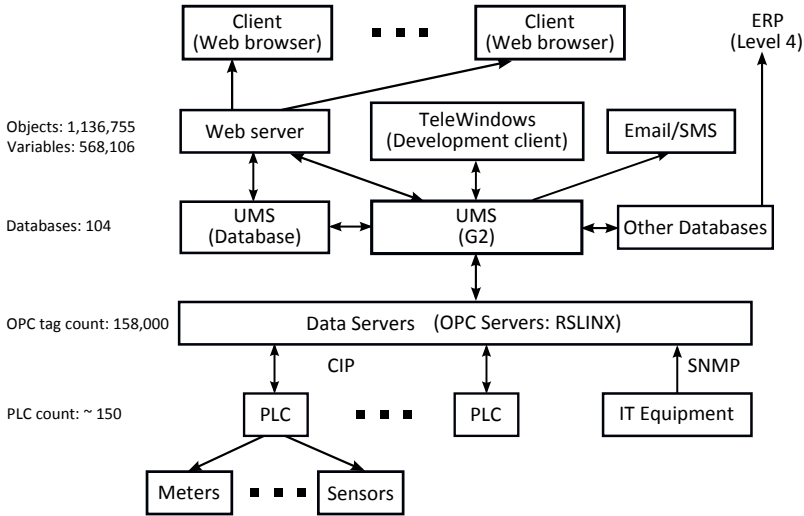 Client
(Web browser)
Client
(Web browser)
ERP
(Level 4)
Objects: 1,136,755
Variables: 568,106
Web server
TeleWindows
(Development client)
Email/SMS
Databases: 104
UMS
(Database)
UMS
(G2)
Other Databases
OPC tag count: 158,000
Data Servers (OPC Servers: RSLINX)
CIP
SNMP
PLC count: ~ 150
PLC
PLC
IT Equipment
Meters
Sensors